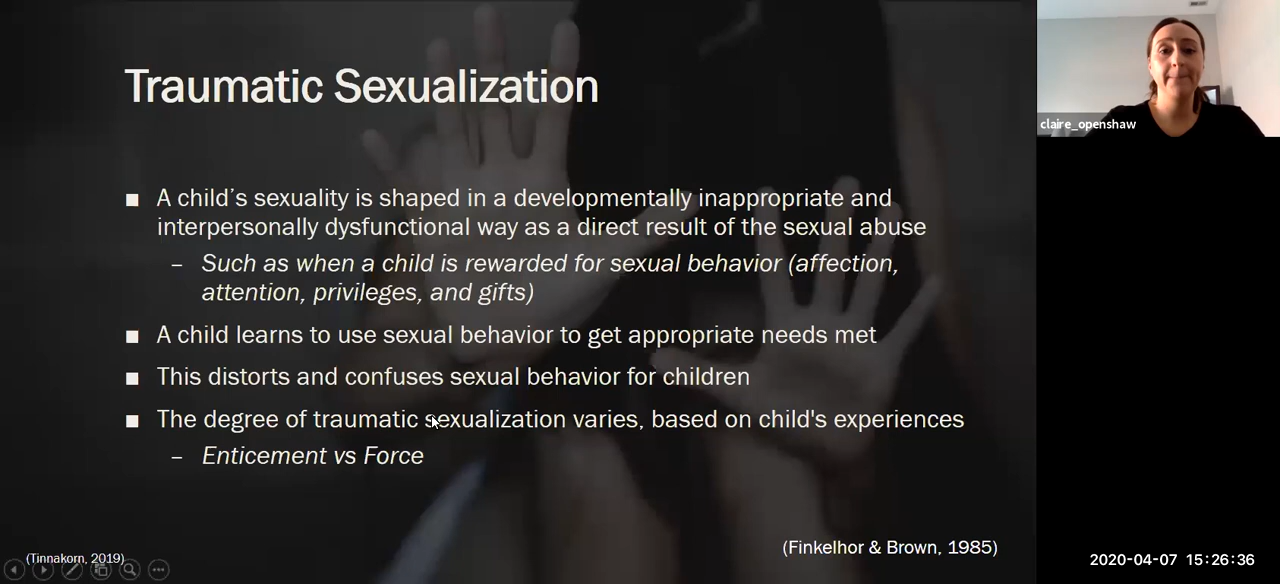 Traumatic Sexualization
claire_openshaw
■ A child’s sexuality is shaped in a developmentally inappropriate and
interpersonally dysfunctional way as a direct result of the sexual abuse
– Such as when a child is rewarded for sexual behavior (affection,
attention, privileges, and gifts)
■ A child learns to use sexual behavior to get appropriate needs met
■ This distorts and confuses sexual behavior for children
■ The degree of traumatic sexualization varies, based on child's experiences
– Enticement vs Force
(Finkelhor & Brown, 1985)
(Tinnakorn, 2019)
2020-04-07 15:26:36